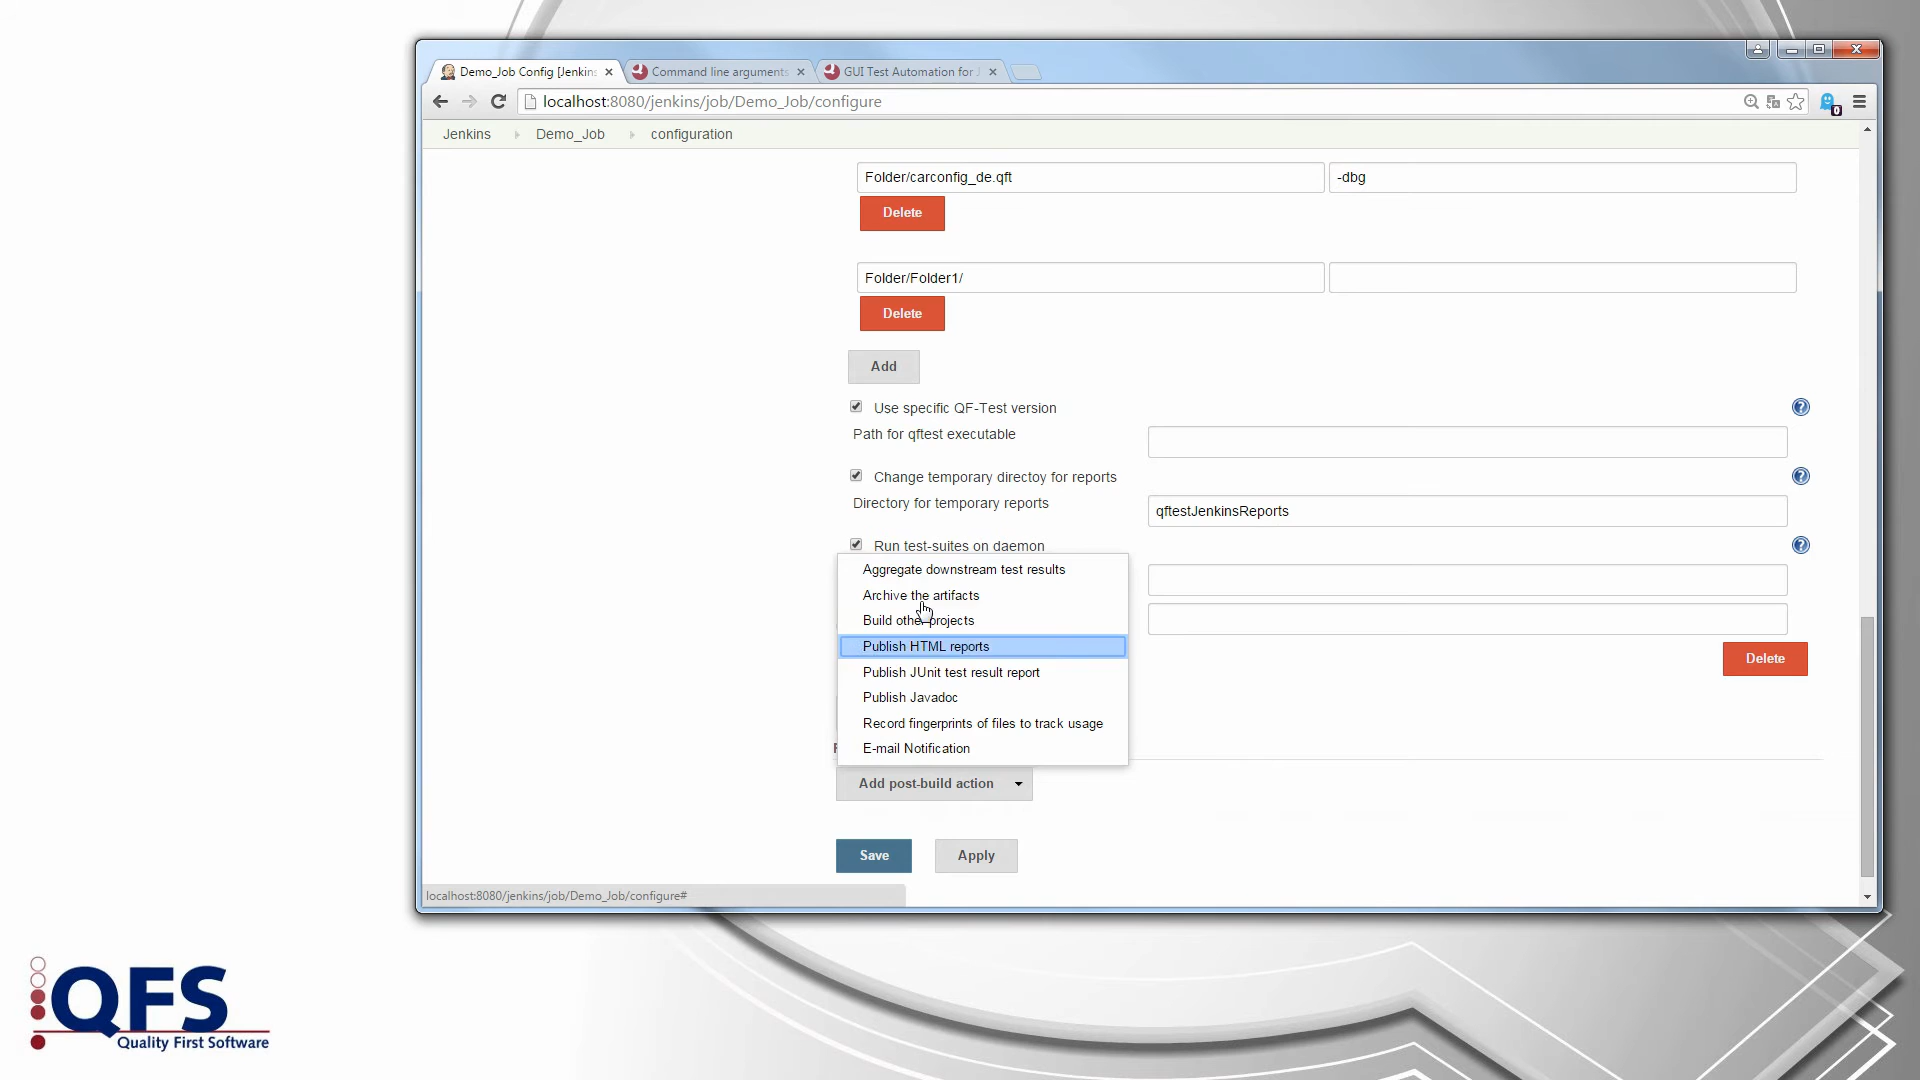 Demo_Job Config [Jenkins
Command line arguments
GUI Test Automation for J
localhost:8080/jenkins/job/Demo_Job/configure
0
Jenkins
Demo_Job
configuration
Folder/carconfig_de.qft
-dbg
Delete
Folder/Folder1/
Delete
Add
Use specific QF-Test version
Path for qftest executable
Change temporary directoy for reports
Directory for temporary reports
qftestJenkinsReports
Run test-suites on daemon
Aggregate downstream test results
Archive the artifacts
Build other projects
Publish HTML reports
Delete
Publish JUnit test result report
Publish Javadoc
Record fingerprints of files to track usage
E-mail Notification
Add post-build action
Save
Apply
localhost:8080/jenkins/job/Demo_Job/configure#
QFS
Quality First Software